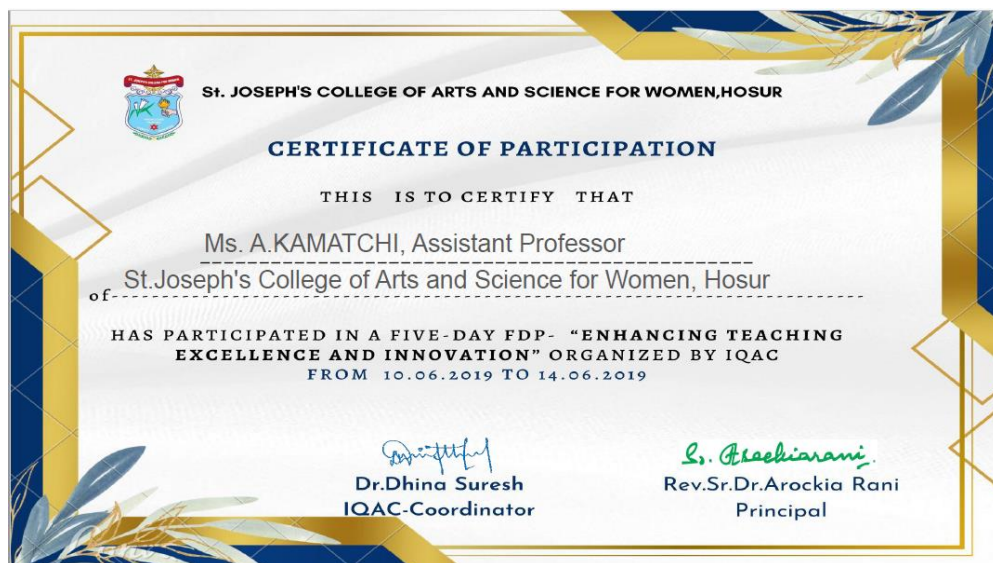 St. JOSEPH'S COLLEGE OF ARTS AND SCIENCE FOR WOMEN,HOSUR
CERTIFICATE OF PARTICIPATION
THIS IS TO CERTIFY THAT
Ms. A.KAMATCHI, Assistant Professor
of St.Joseph's College of Arts and Science for Women, Hosur
HAS PARTICIPATED IN A FIVE-DAY FDP- “ENHANCING TEACHING
EXCELLENCE AND INNOVATION” ORGANIZED BY IQAC
FROM 10.06.2019 TO 14.06.2019
S. Arockiarani.
Dr.Dhina Suresh
IQAC-Coordinator
Rev.Sr.Dr.Arockia Rani
Principal